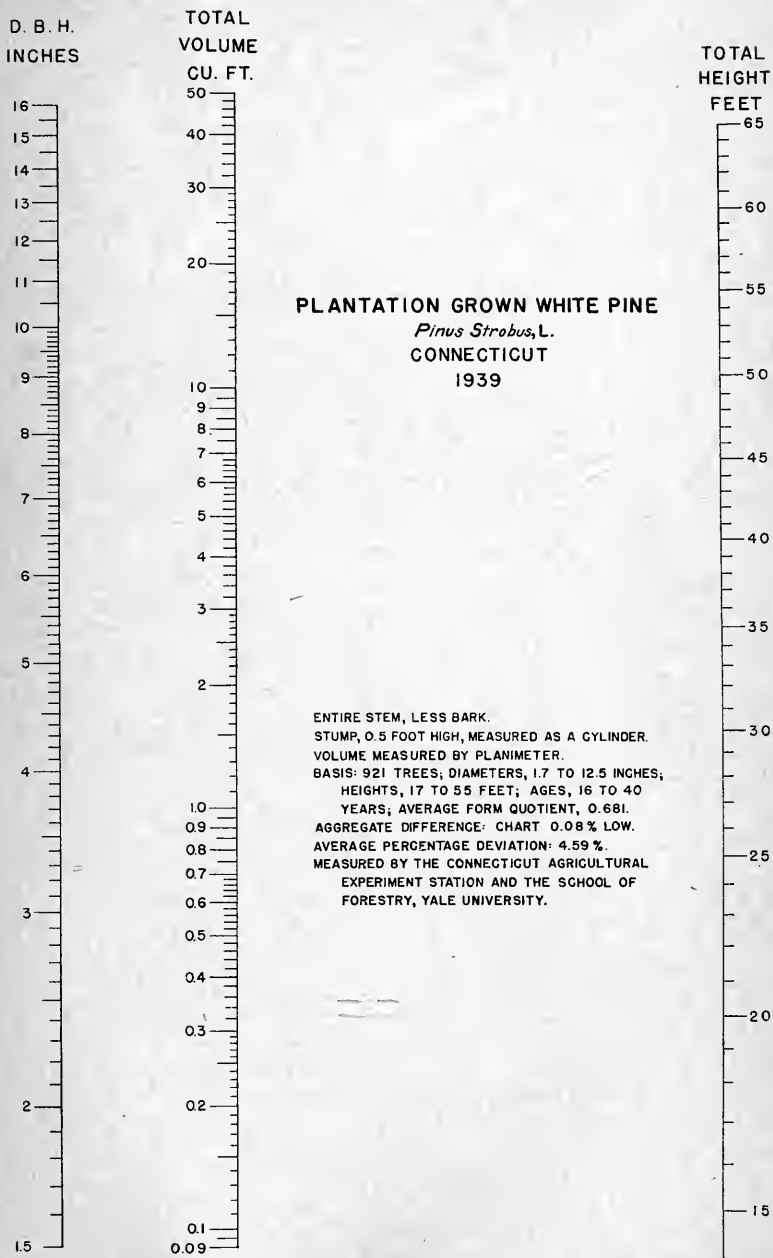 D. B. H.
INCHES
16
15
14
13
12
11
10
9
8
7
6
5
4
3
2
1.5
TOTAL
VOLUME
CU. FT.
50
40
30
20
10
9
8
7
6
5
4
3
2
1.0
0.9
0.8
0.7
0.6
0.5
0.4
0.3
0.2
0.1
0.09
PLANTATION GROWN WHITE PINE
Pinus Strobus, L.
CONNECTICUT
1939
ENTIRE STEM, LESS BARK.
STUMP, 0.5 FOOT HIGH, MEASURED AS A CYLINDER.
VOLUME MEASURED BY PLANIMETER.
BASIS: 921 TREES; DIAMETERS, 1.7 TO 12.5 INCHES;
HEIGHTS, 17 TO 55 FEET; AGES, 16 TO 40
YEARS; AVERAGE FORM QUOTIENT, 0.681.
AGGREGATE DIFFERENCE: CHART 0.08 % LOW.
AVERAGE PERCENTAGE DEVIATION: 4.59 %.
MEASURED BY THE CONNECTICUT AGRICULTURAL
EXPERIMENT STATION AND THE SCHOOL OF
FORESTRY, YALE UNIVERSITY.
TOTAL
HEIGHT
FEET
65
60
55
50
45
40
35
30
25
20
15